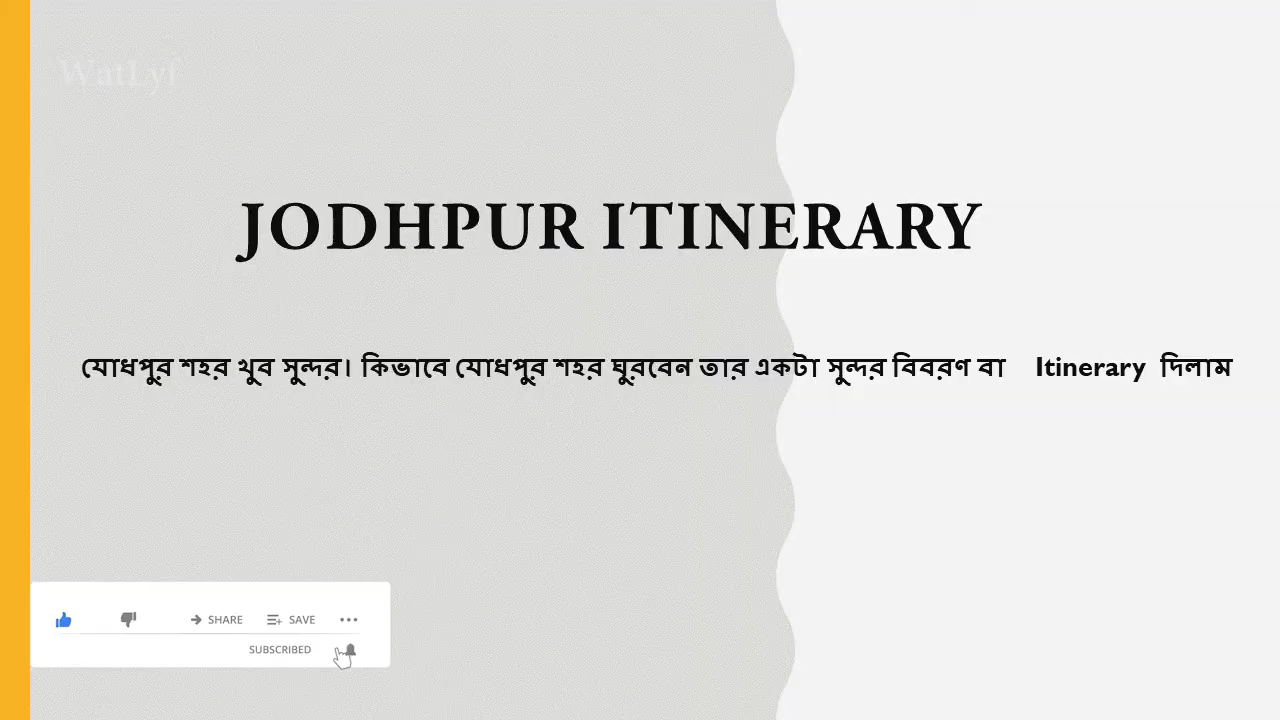 WatLyf
JODHPUR ITINERARY
যোধপুর শহর খুব সুন্দর। কিভাবে যোধপুর শহর ঘুরবেন তার একটা সুন্দর বিবরণ বা Itinerary দিলাম
SHARE SAVE
SUBSCRIBED